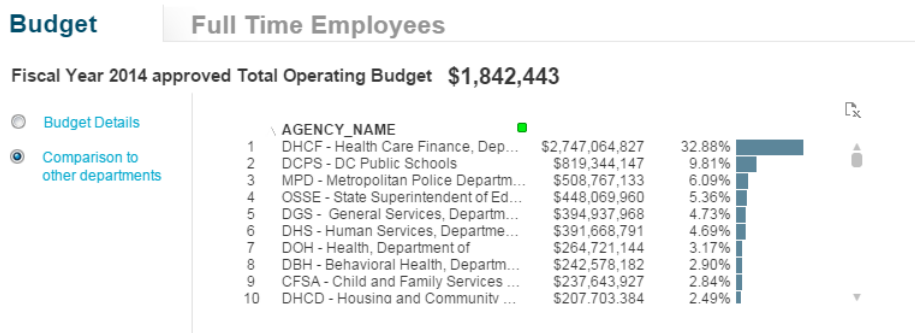 Budget Full Time Employees
Fiscal Year 2014 approved Total Operating Budget $1,842,443
Budget Details
Comparison to
other departments
AGENCY_NAME
1 DHCF - Health Care Finance, Dep... $2,747,064,827 32.88%
2 DCPS - DC Public Schools $819,344,147 9.81%
3 MPD - Metropolitan Police Departm... $508,767,133 6.09%
4 OSSE - State Superintendent of Ed... $448,069,960 5.36%
5 DGS - General Services, Departm... $394,937,968 4.73%
6 DHS - Human Services, Departme... $391,668,791 4.69%
7 DOH - Health, Department of $264,721,144 3.17%
8 DBH - Behavioral Health, Departm... $242,578,182 2.90%
9 CFSA - Child and Family Services ... $237,643,927 2.84%
10 DHCD - Housing and Community ... $207,703,384 2.49%